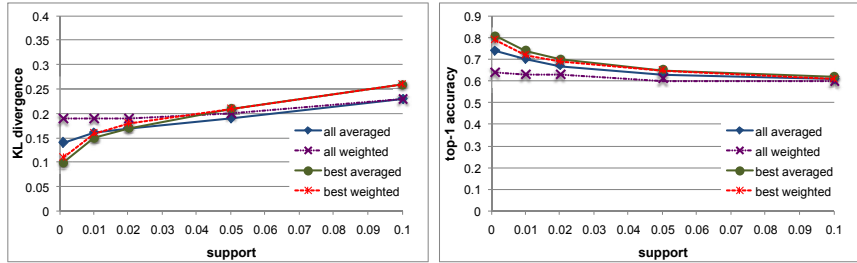 0.4
0.35
0.3
0.25
0.2
0.15
0.1
0.05
0
KL divergence
all averaged
all weighted
best averaged
best weighted
0 0.01 0.02 0.03 0.04 0.05 0.06 0.07 0.08 0.09 0.1
support
0.9
0.8
0.7
0.6
0.5
0.4
0.3
0.2
0.1
0
top-1 accuracy
all averaged
all weighted
best averaged
best weighted
0 0.01 0.02 0.03 0.04 0.05 0.06 0.07 0.08 0.09 0.1
support